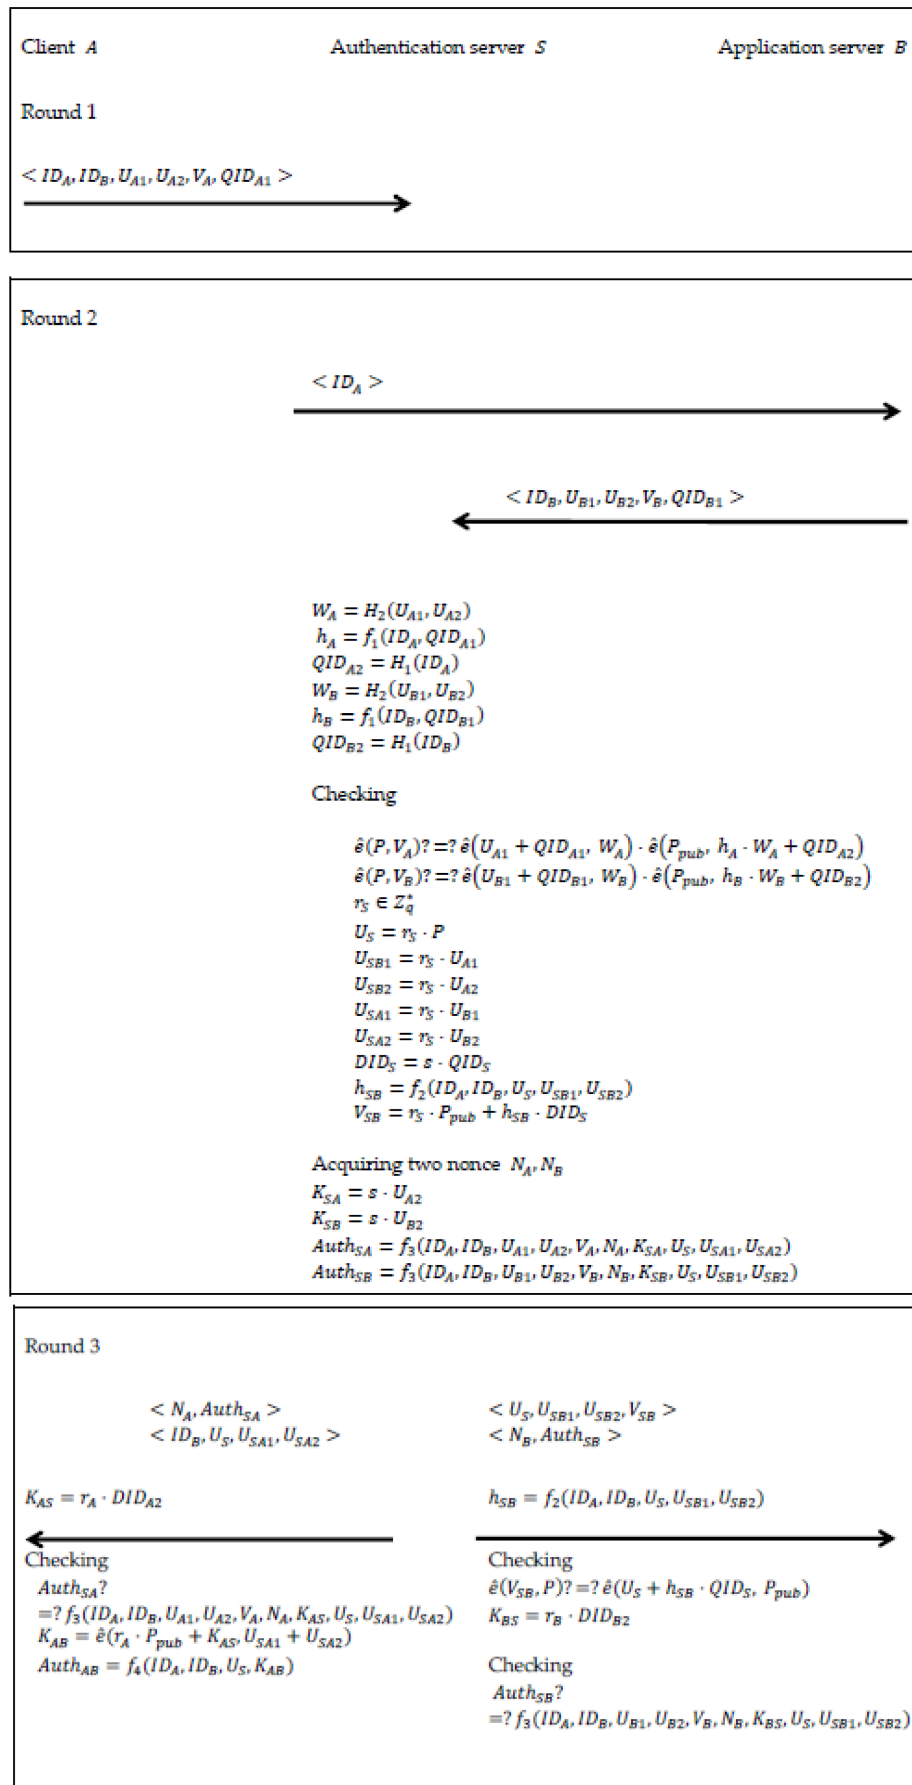 Client A    Authentication server S    Application server B
Round 1
< ID_A, ID_B, U_A1, U_A2, V_A, QID_A1 >
Round 2
< ID_A >
< ID_B, U_B1, U_B2, V_B, QID_B1 >
W_A = H_2(U_A1, U_A2)
h_A = f_1(ID_A, QID_A1)
QID_A2 = H_1(ID_A)
W_B = H_2(U_B1, U_B2)
h_B = f_1(ID_B, QID_B1)
QID_B2 = H_1(ID_B)
Checking
ê(P, V_A)? =? ê(U_A1 + QID_A1, W_A) · ê(P_pub, h_A · W_A + QID_A2)
ê(P, V_B)? =? ê(U_B1 + QID_B1, W_B) · ê(P_pub, h_B · W_B + QID_B2)
r_S ∈ Z_q^*
U_S = r_S · P
U_SB1 = r_S · U_A1
U_SB2 = r_S · U_A2
U_SA1 = r_S · U_B1
U_SA2 = r_S · U_B2
DID_S = s · QID_S
h_SB = f_2(ID_A, ID_B, U_S, U_SB1, U_SB2)
V_SB = r_S · P_pub + h_SB · DID_S
Acquiring two nonce N_A, N_B
K_SA = s · U_A2
K_SB = s · U_B2
Auth_SA = f_3(ID_A, ID_B, U_A1, U_A2, V_A, N_A, K_SA, U_S, U_SA1, U_SA2)
Auth_SB = f_3(ID_A, ID_B, U_B1, U_B2, V_B, N_B, K_SB, U_S, U_SB1, U_SB2)
Round 3
< N_A, Auth_SA >
< ID_B, U_S, U_SA1, U_SA2 >
K_AS = r_A · DID_A2
Checking
Auth_SA?
=? f_3(ID_A, ID_B, U_A1, U_A2, V_A, N_A, K_AS, U_S, U_SA1, U_SA2)
K_AB = ê(r_A · P_pub + K_AS, U_SA1 + U_SA2)
Auth_AB = f_4(ID_A, ID_B, U_S, K_AB)
< U_S, U_SB1, U_SB2, V_SB >
< N_B, Auth_SB >
h_SB = f_2(ID_A, ID_B, U_S, U_SB1, U_SB2)
Checking
ê(V_SB, P)? =? ê(U_S + h_SB · QID_S, P_pub)
K_BS = r_B · DID_B2
Checking
Auth_SB?
=? f_3(ID_A, ID_B, U_B1, U_B2, V_B, N_B, K_BS, U_S, U_SB1, U_SB2)